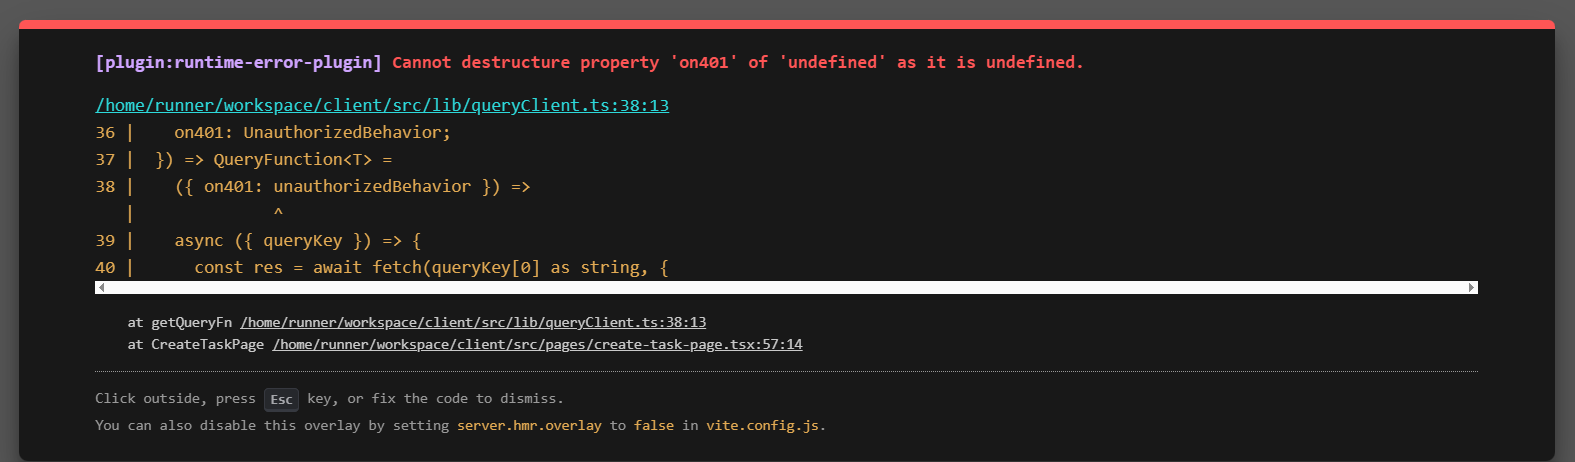 [plugin:runtime-error-plugin] Cannot destructure property 'on401' of 'undefined' as it is undefined.
/home/runner/workspace/client/src/lib/queryClient.ts:38:13
36 |    on401: UnauthorizedBehavior;
37 |  }) => QueryFunction<T> =
38 |    ({ on401: unauthorizedBehavior }) =>
   |              ^
39 |    async ({ queryKey }) => {
40 |      const res = await fetch(queryKey[0] as string, {
at getQueryFn /home/runner/workspace/client/src/lib/queryClient.ts:38:13
at CreateTaskPage /home/runner/workspace/client/src/pages/create-task-page.tsx:57:14
Click outside, press Esc key, or fix the code to dismiss.
You can also disable this overlay by setting server.hmr.overlay to false in vite.config.js.